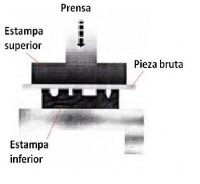 Prensa
Estampa
superior
Pieza bruta
Estampa
inferior